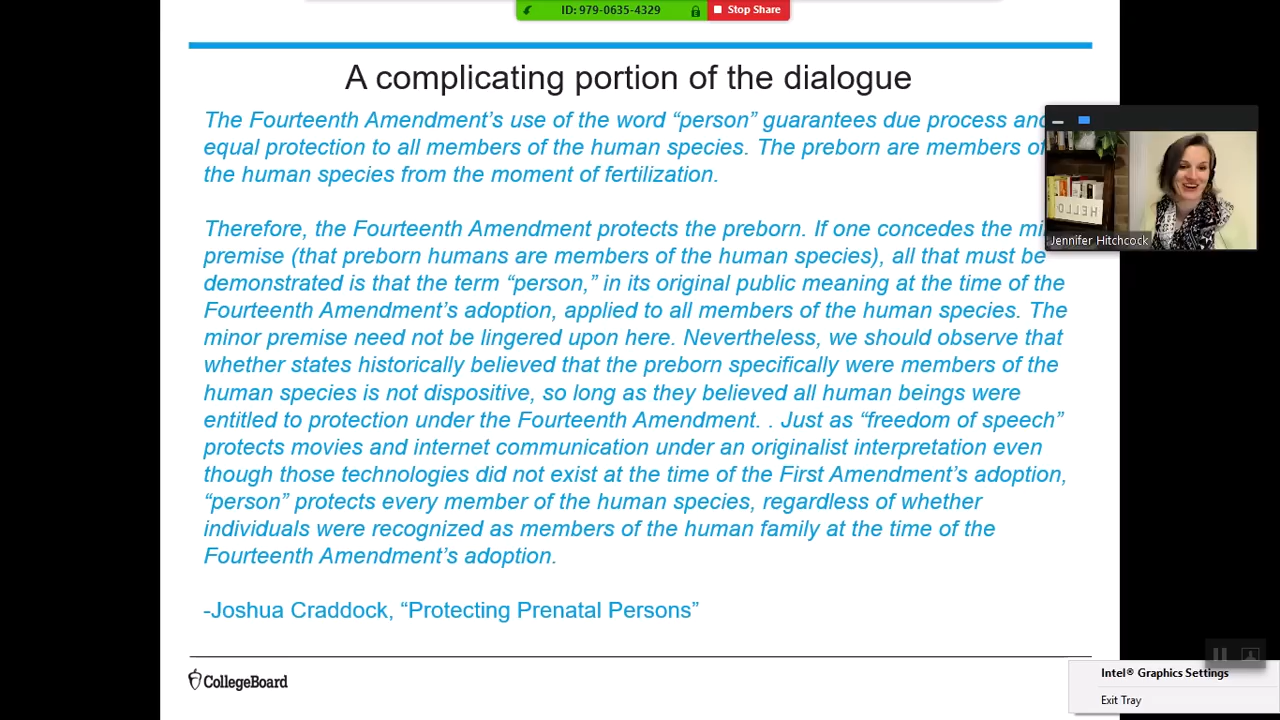 ID: 979-0635-4329
Stop Share
A complicating portion of the dialogue
The Fourteenth Amendment’s use of the word “person” guarantees due process and
equal protection to all members of the human species. The preborn are members of
the human species from the moment of fertilization.
Therefore, the Fourteenth Amendment protects the preborn. If one concedes the
premise (that preborn humans are members of the human species), all that must be
demonstrated is that the term “person,” in its original public meaning at the time of the
Fourteenth Amendment’s adoption, applied to all members of the human species. The
minor premise need not be lingered upon here. Nevertheless, we should observe that
whether states historically believed that the preborn specifically were members of the
human species is not dispositive, so long as they believed all human beings were
entitled to protection under the Fourteenth Amendment. . Just as “freedom of speech”
protects movies and internet communication under an originalist interpretation even
though those technologies did not exist at the time of the First Amendment’s adoption,
“person” protects every member of the human species, regardless of whether
individuals were recognized as members of the human family at the time of the
Fourteenth Amendment’s adoption.
-Joshua Craddock, “Protecting Prenatal Persons”
CollegeBoard
HELLO
Jennifer Hitchcock
Intel® Graphics Settings
Exit Tray